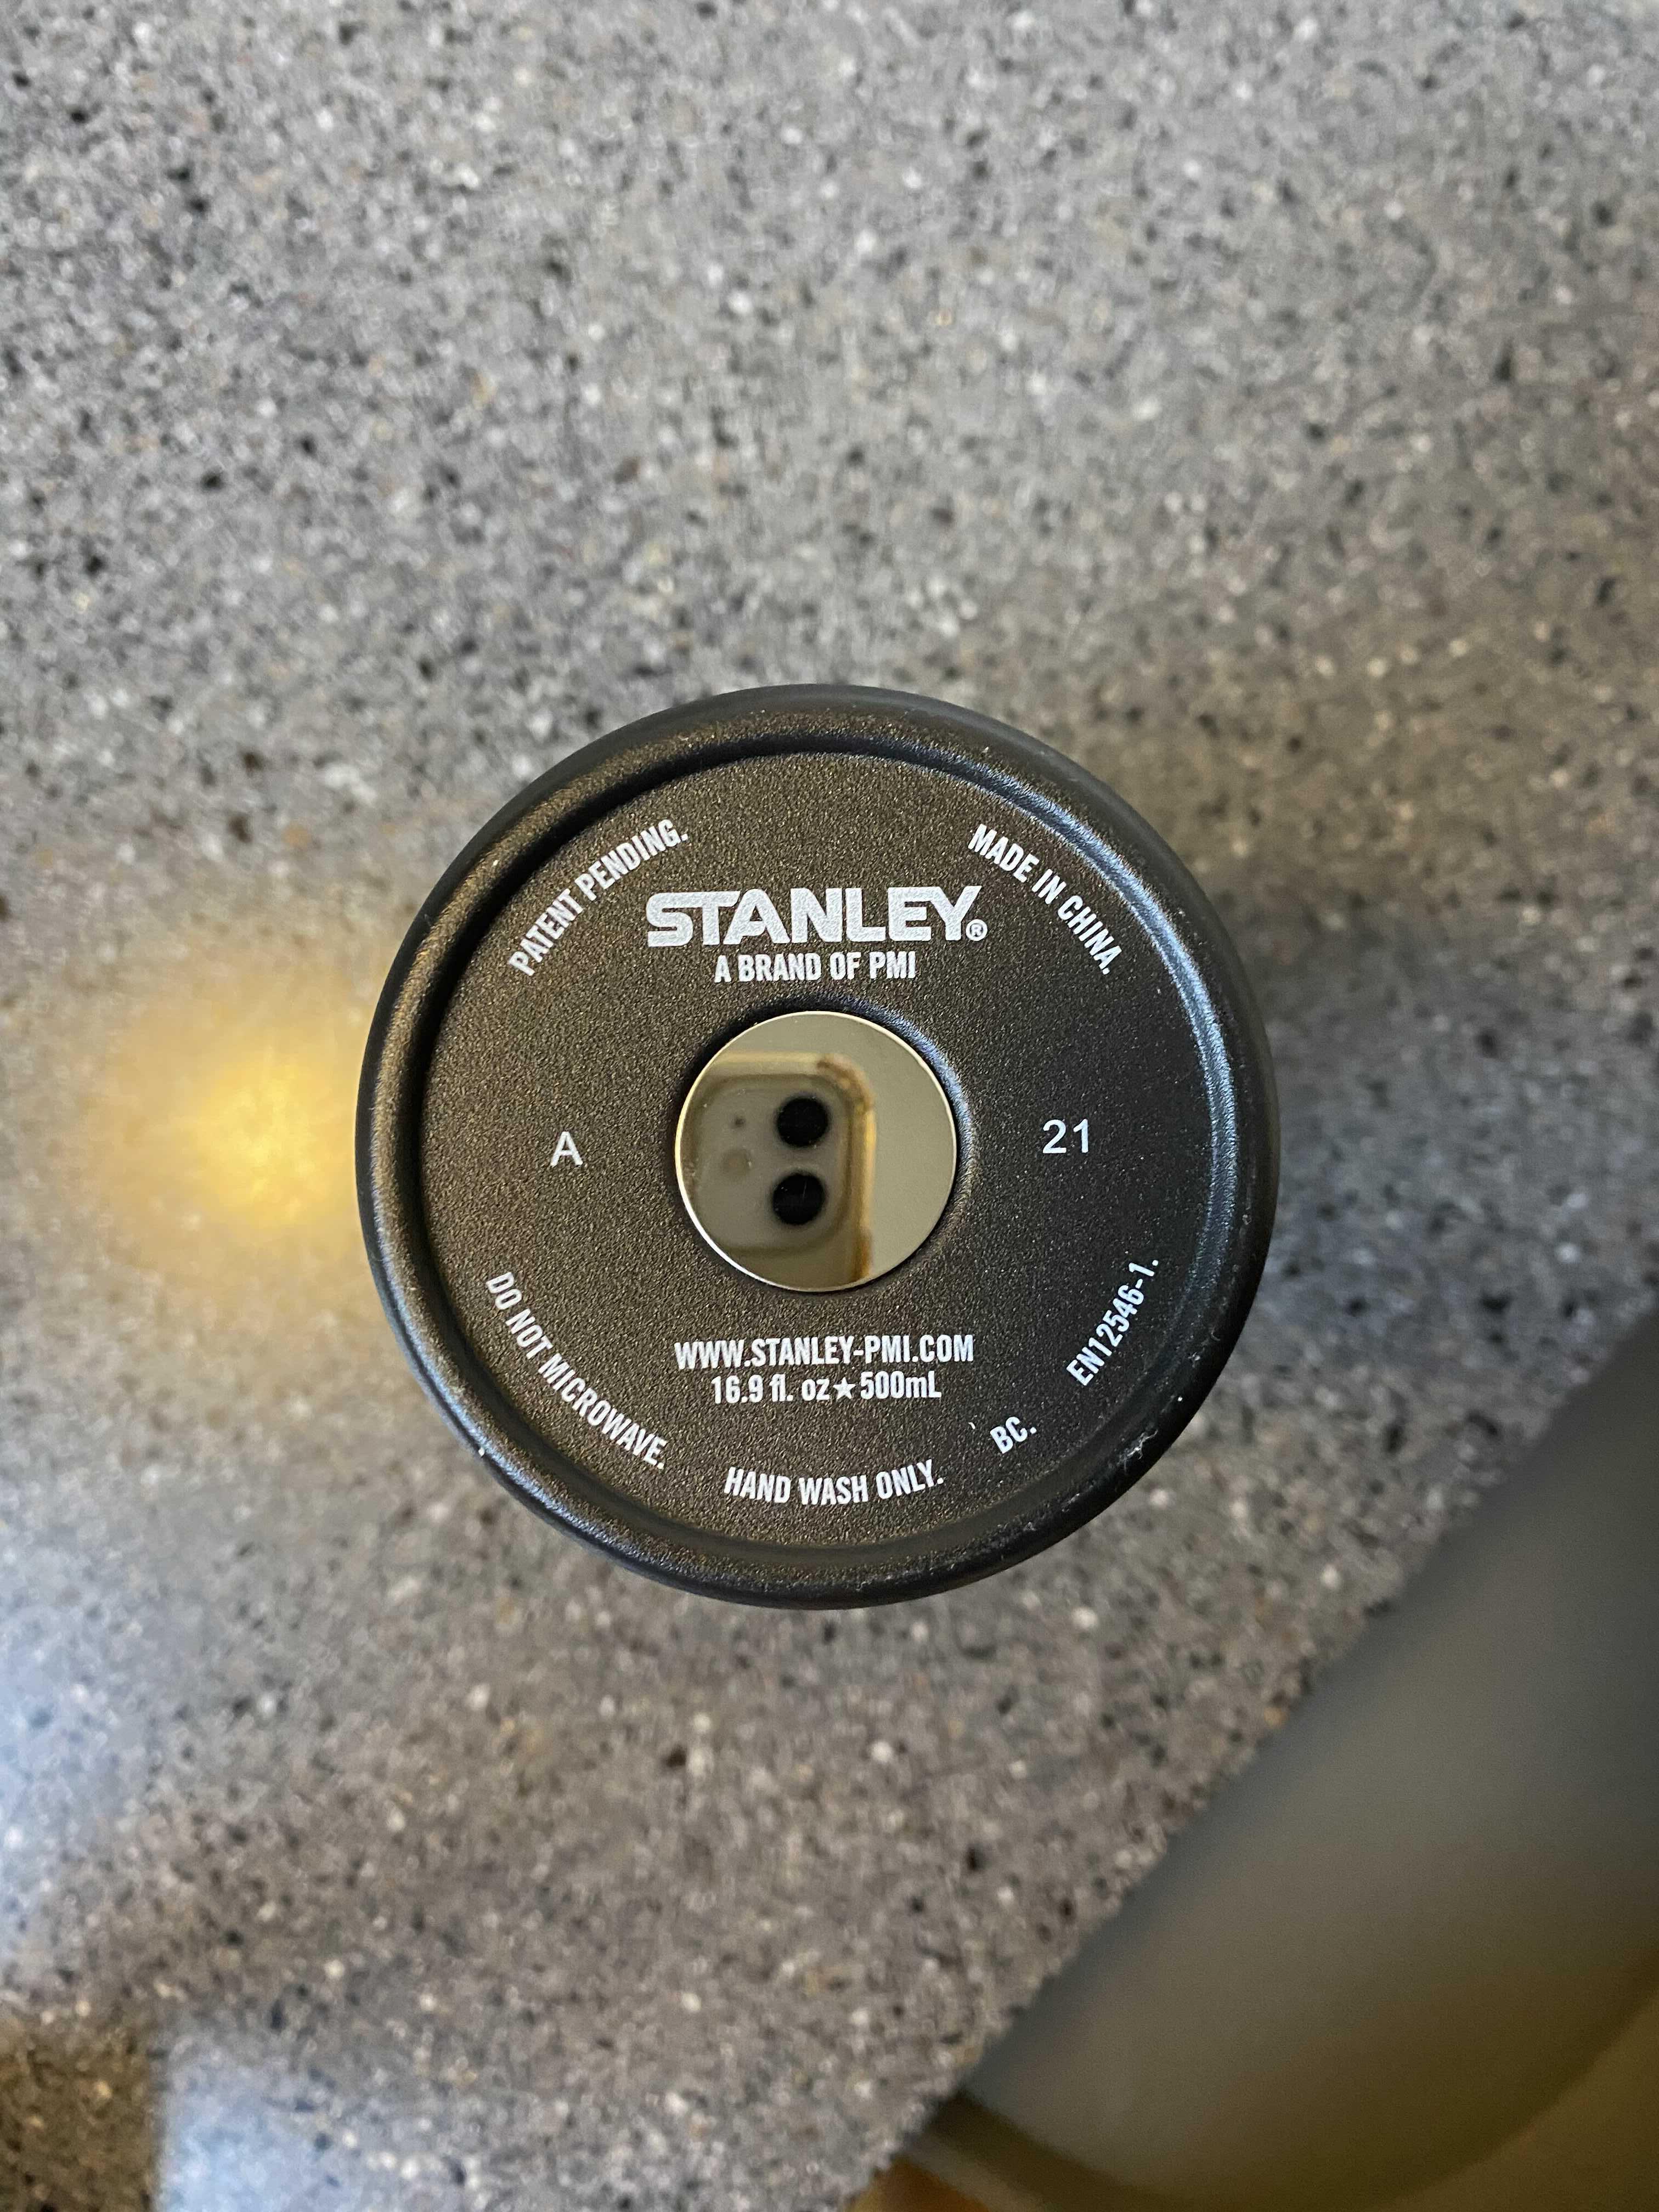 PATENT PENDING.
MADE IN CHINA.
STANLEY®
A BRAND OF PMI
A
21
WWW.STANLEY-PMI.COM
16.9 fl. oz★500mL
DO NOT MICROWAVE.
HAND WASH ONLY.
BC.
EN12546-1.